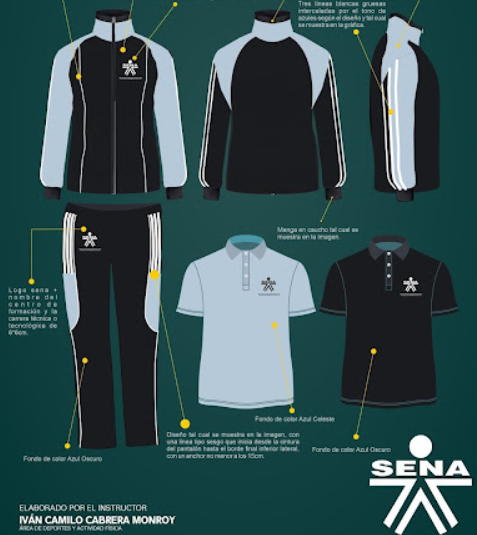 Tres líneas blancas gruesas
intercaladas por el tono de
azules según el diseño y tal cual
se muestra en la gráfica.
SENA
Manga en caucho tal cual se
muestra en la imagen.
SENA
Logo sena +
nombre del
centro de
formación y la
carrera técnica o
tecnológica de
6*6cm.
Fondo de color Azul Celeste
Diseño tal cual se muestra en la imagen, con
una línea tipo sesgo que inicia desde la cintura
del pantalón hasta el borde final inferior lateral,
con un anchor no menor a los 15cm.
Fondo de color Azul Oscuro
Fondo de color Azul Oscuro
SENA
ELABORADO POR EL INSTRUCTOR
IVÁN CAMILO CABRERA MONROY
ÁREA DE DEPORTES Y ACTIVIDAD FÍSICA